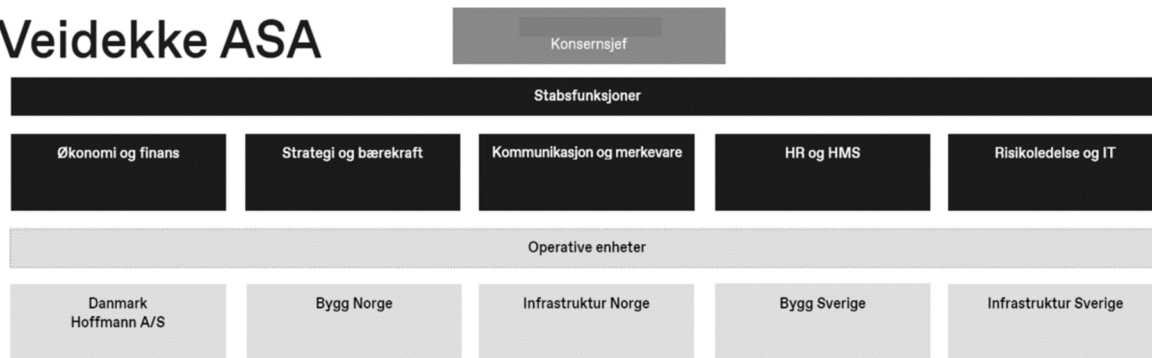 Veidekke ASA
Konsernsjef
Stabsfunksjoner
Økonomi og finans
Strategi og bærekraft
Kommunikasjon og merkevare
HR og HMS
Risikoledelse og IT
Operative enheter
Danmark
Hoffmann A/S
Bygg Norge
Infrastruktur Norge
Bygg Sverige
Infrastruktur Sverige